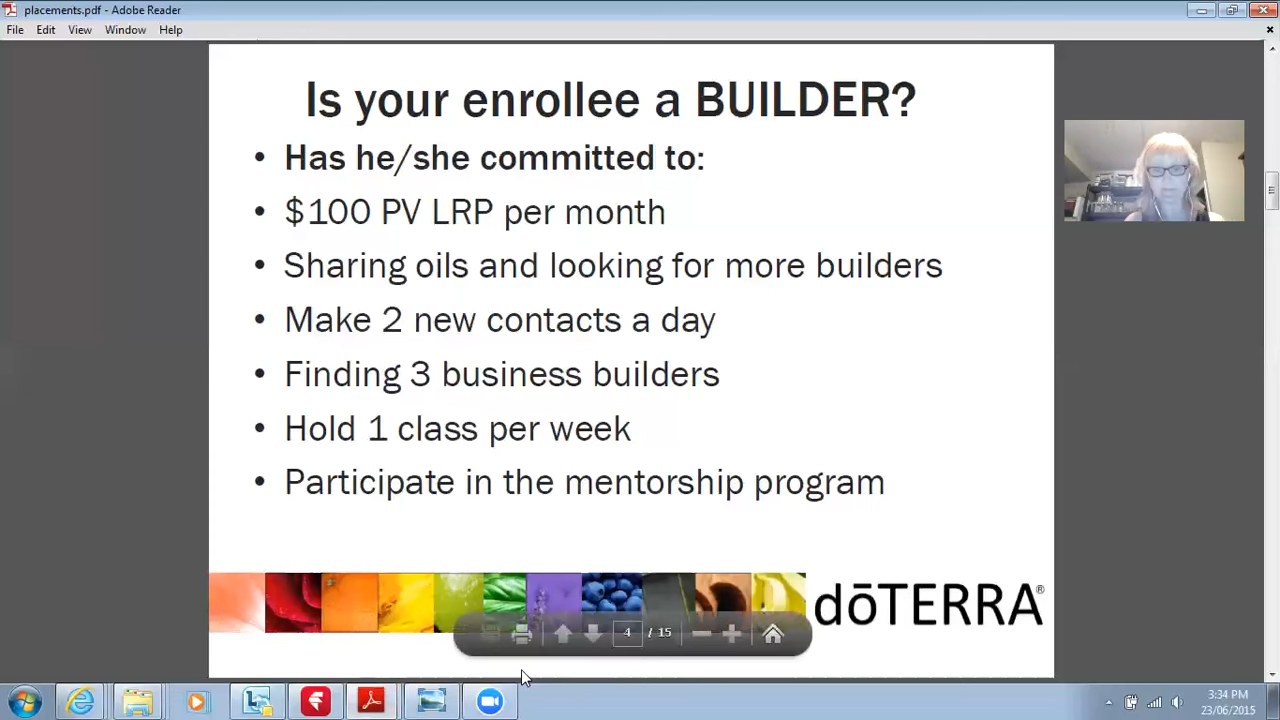 placements.pdf - Adobe Reader
File Edit View Window Help
Is your enrollee a BUILDER?
• Has he/she committed to:
• $100 PV LRP per month
• Sharing oils and looking for more builders
• Make 2 new contacts a day
• Finding 3 business builders
• Hold 1 class per week
• Participate in the mentorship program
dōTERRA®
4 / 15
3:34 PM
23/06/2015